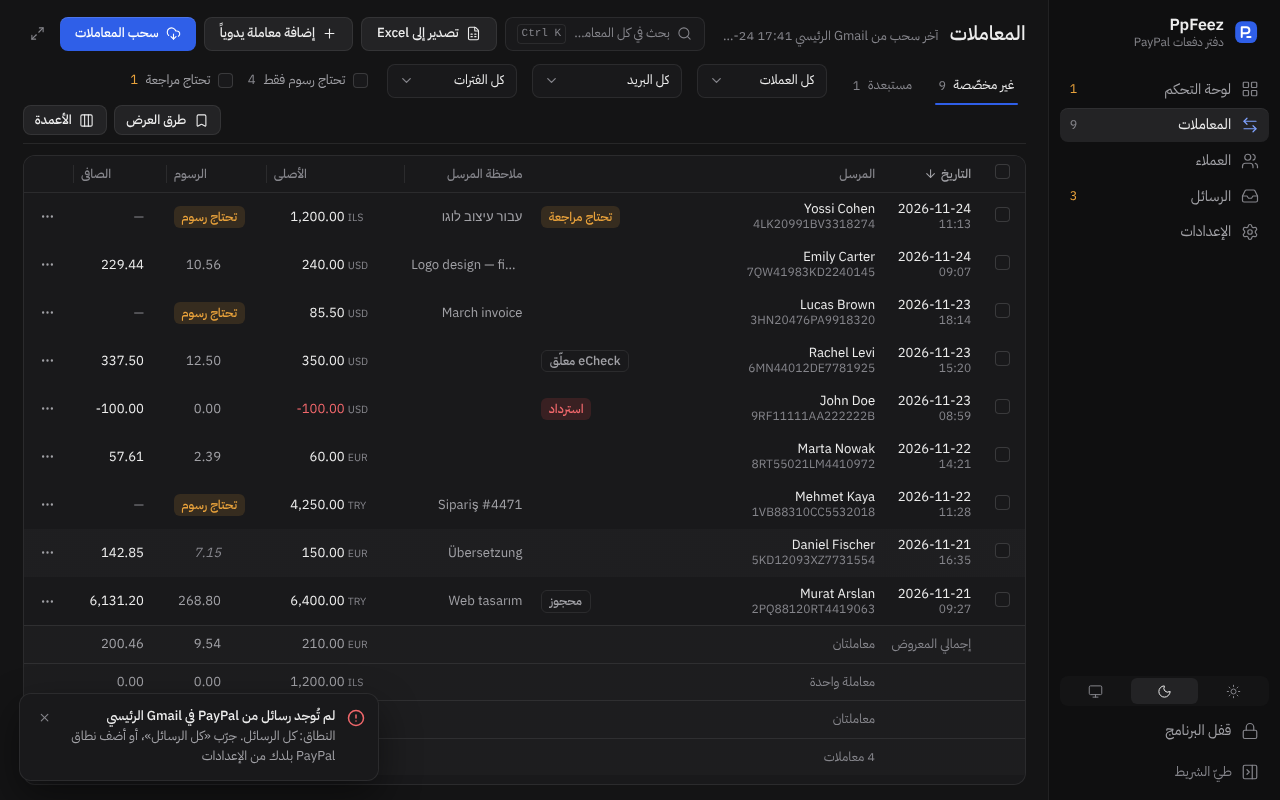 PpFeez
دفتر دفعات PayPal
لوحة التحكم 1
المعاملات 9
العملاء
الرسائل 3
الإعدادات
قفل البرنامج
طيّ الشريط
المعاملات
آخر سحب من Gmail الرئيسي 17:41 24-...
بحث في كل المعامـ... Ctrl K
تصدير إلى Excel
إضافة معاملة يدوياً
سحب المعاملات
غير مخصّصة 9
مستبعدة 1
كل العملات
كل البريد
كل الفترات
تحتاج رسوم فقط 4
تحتاج مراجعة 1
طرق العرض
الأعمدة
التاريخ المرسل ملاحظة المرسل الأصلي الرسوم الصافي
2026-11-24 Yossi Cohen تحتاج مراجعة עבור עיצוב לוגו 1,200.00 ILS تحتاج رسوم —
11:13 4LK20991BV3318274
2026-11-24 Emily Carter Logo design — fi... 240.00 USD 10.56 229.44
09:07 7QW41983KD2240145
2026-11-23 Lucas Brown March invoice 85.50 USD تحتاج رسوم —
18:14 3HN20476PA9918320
2026-11-23 Rachel Levi eCheck معلّق 350.00 USD 12.50 337.50
15:20 6MN44012DE7781925
2026-11-23 John Doe استرداد -100.00 USD 0.00 -100.00
08:59 9RF11111AA222222B
2026-11-22 Marta Nowak 60.00 EUR 2.39 57.61
14:21 8RT55021LM4410972
2026-11-22 Mehmet Kaya Sipariş #4471 4,250.00 TRY تحتاج رسوم —
11:28 1VB88310CC5532018
2026-11-21 Daniel Fischer Übersetzung 150.00 EUR 7.15 142.85
16:35 5KD12093XZ7731554
2026-11-21 Murat Arslan محجوز Web tasarım 6,400.00 TRY 268.80 6,131.20
09:27 2PQ88120RT4419063
إجمالي المعروض معاملتان 210.00 EUR 9.54 200.46
معاملة واحدة 1,200.00 ILS 0.00 0.00
معاملتان
4 معاملات
لم تُوجد رسائل من PayPal في Gmail الرئيسي
النطاق: كل الرسائل. جرّب «كل الرسائل»، أو أضف نطاق
PayPal بلدك من الإعدادات